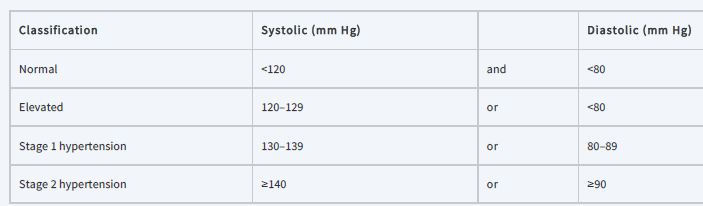 Classification Systolic (mm Hg) Diastolic (mm Hg)
Normal <120 and <80
Elevated 120–129 or <80
Stage 1 hypertension 130–139 or 80–89
Stage 2 hypertension ≥140 or ≥90